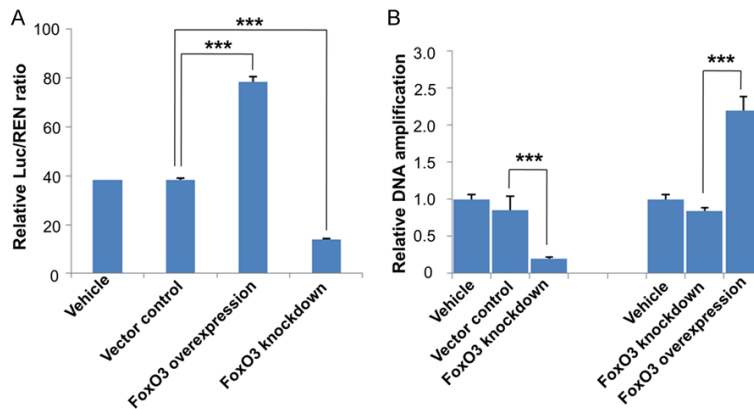 A
Relative Luc/REN ratio
100
80
60
40
20
0
***
***
Vehicle
Vector control
FoxO3 overexpression
FoxO3 knockdown
B
Relative DNA amplification
3.0
2.5
2.0
1.5
1.0
0.5
0
***
***
Vehicle
Vector control
FoxO3 knockdown
Vehicle
FoxO3 knockdown
FoxO3 overexpression